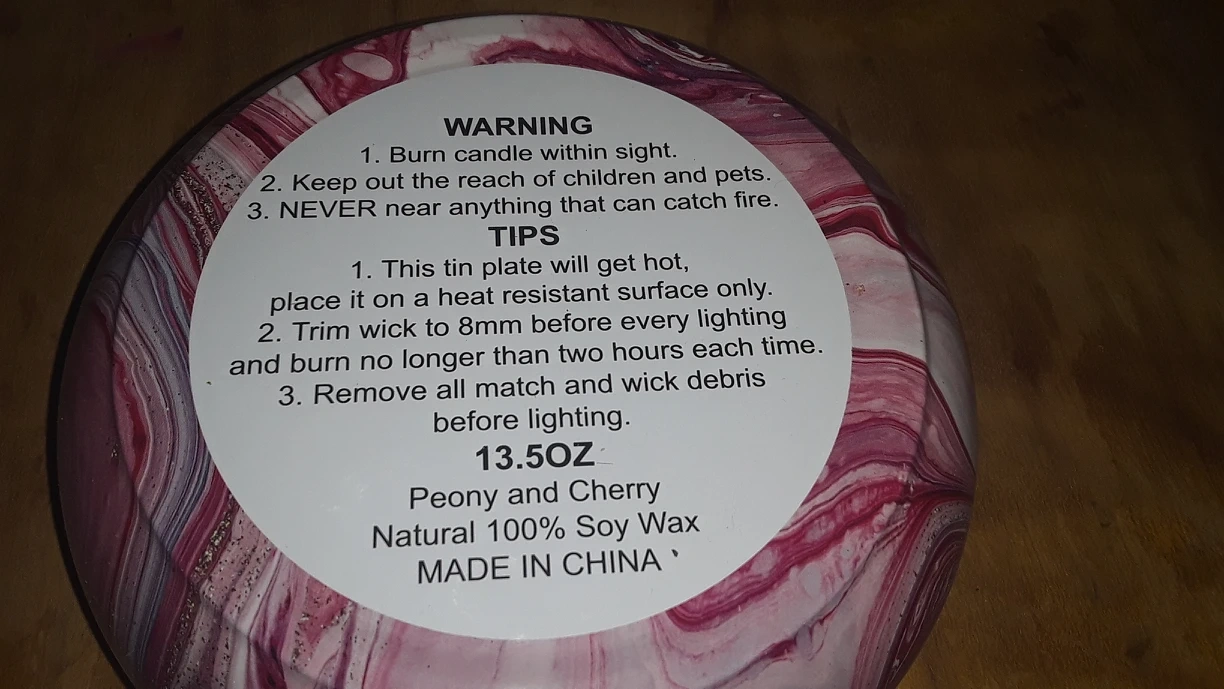 WARNING
1. Burn candle within sight.
2. Keep out the reach of children and pets.
3. NEVER near anything that can catch fire.
TIPS
1. This tin plate will get hot,
place it on a heat resistant surface only.
2. Trim wick to 8mm before every lighting
and burn no longer than two hours each time.
3. Remove all match and wick debris
before lighting.
13.5OZ
Peony and Cherry
Natural 100% Soy Wax
MADE IN CHINA